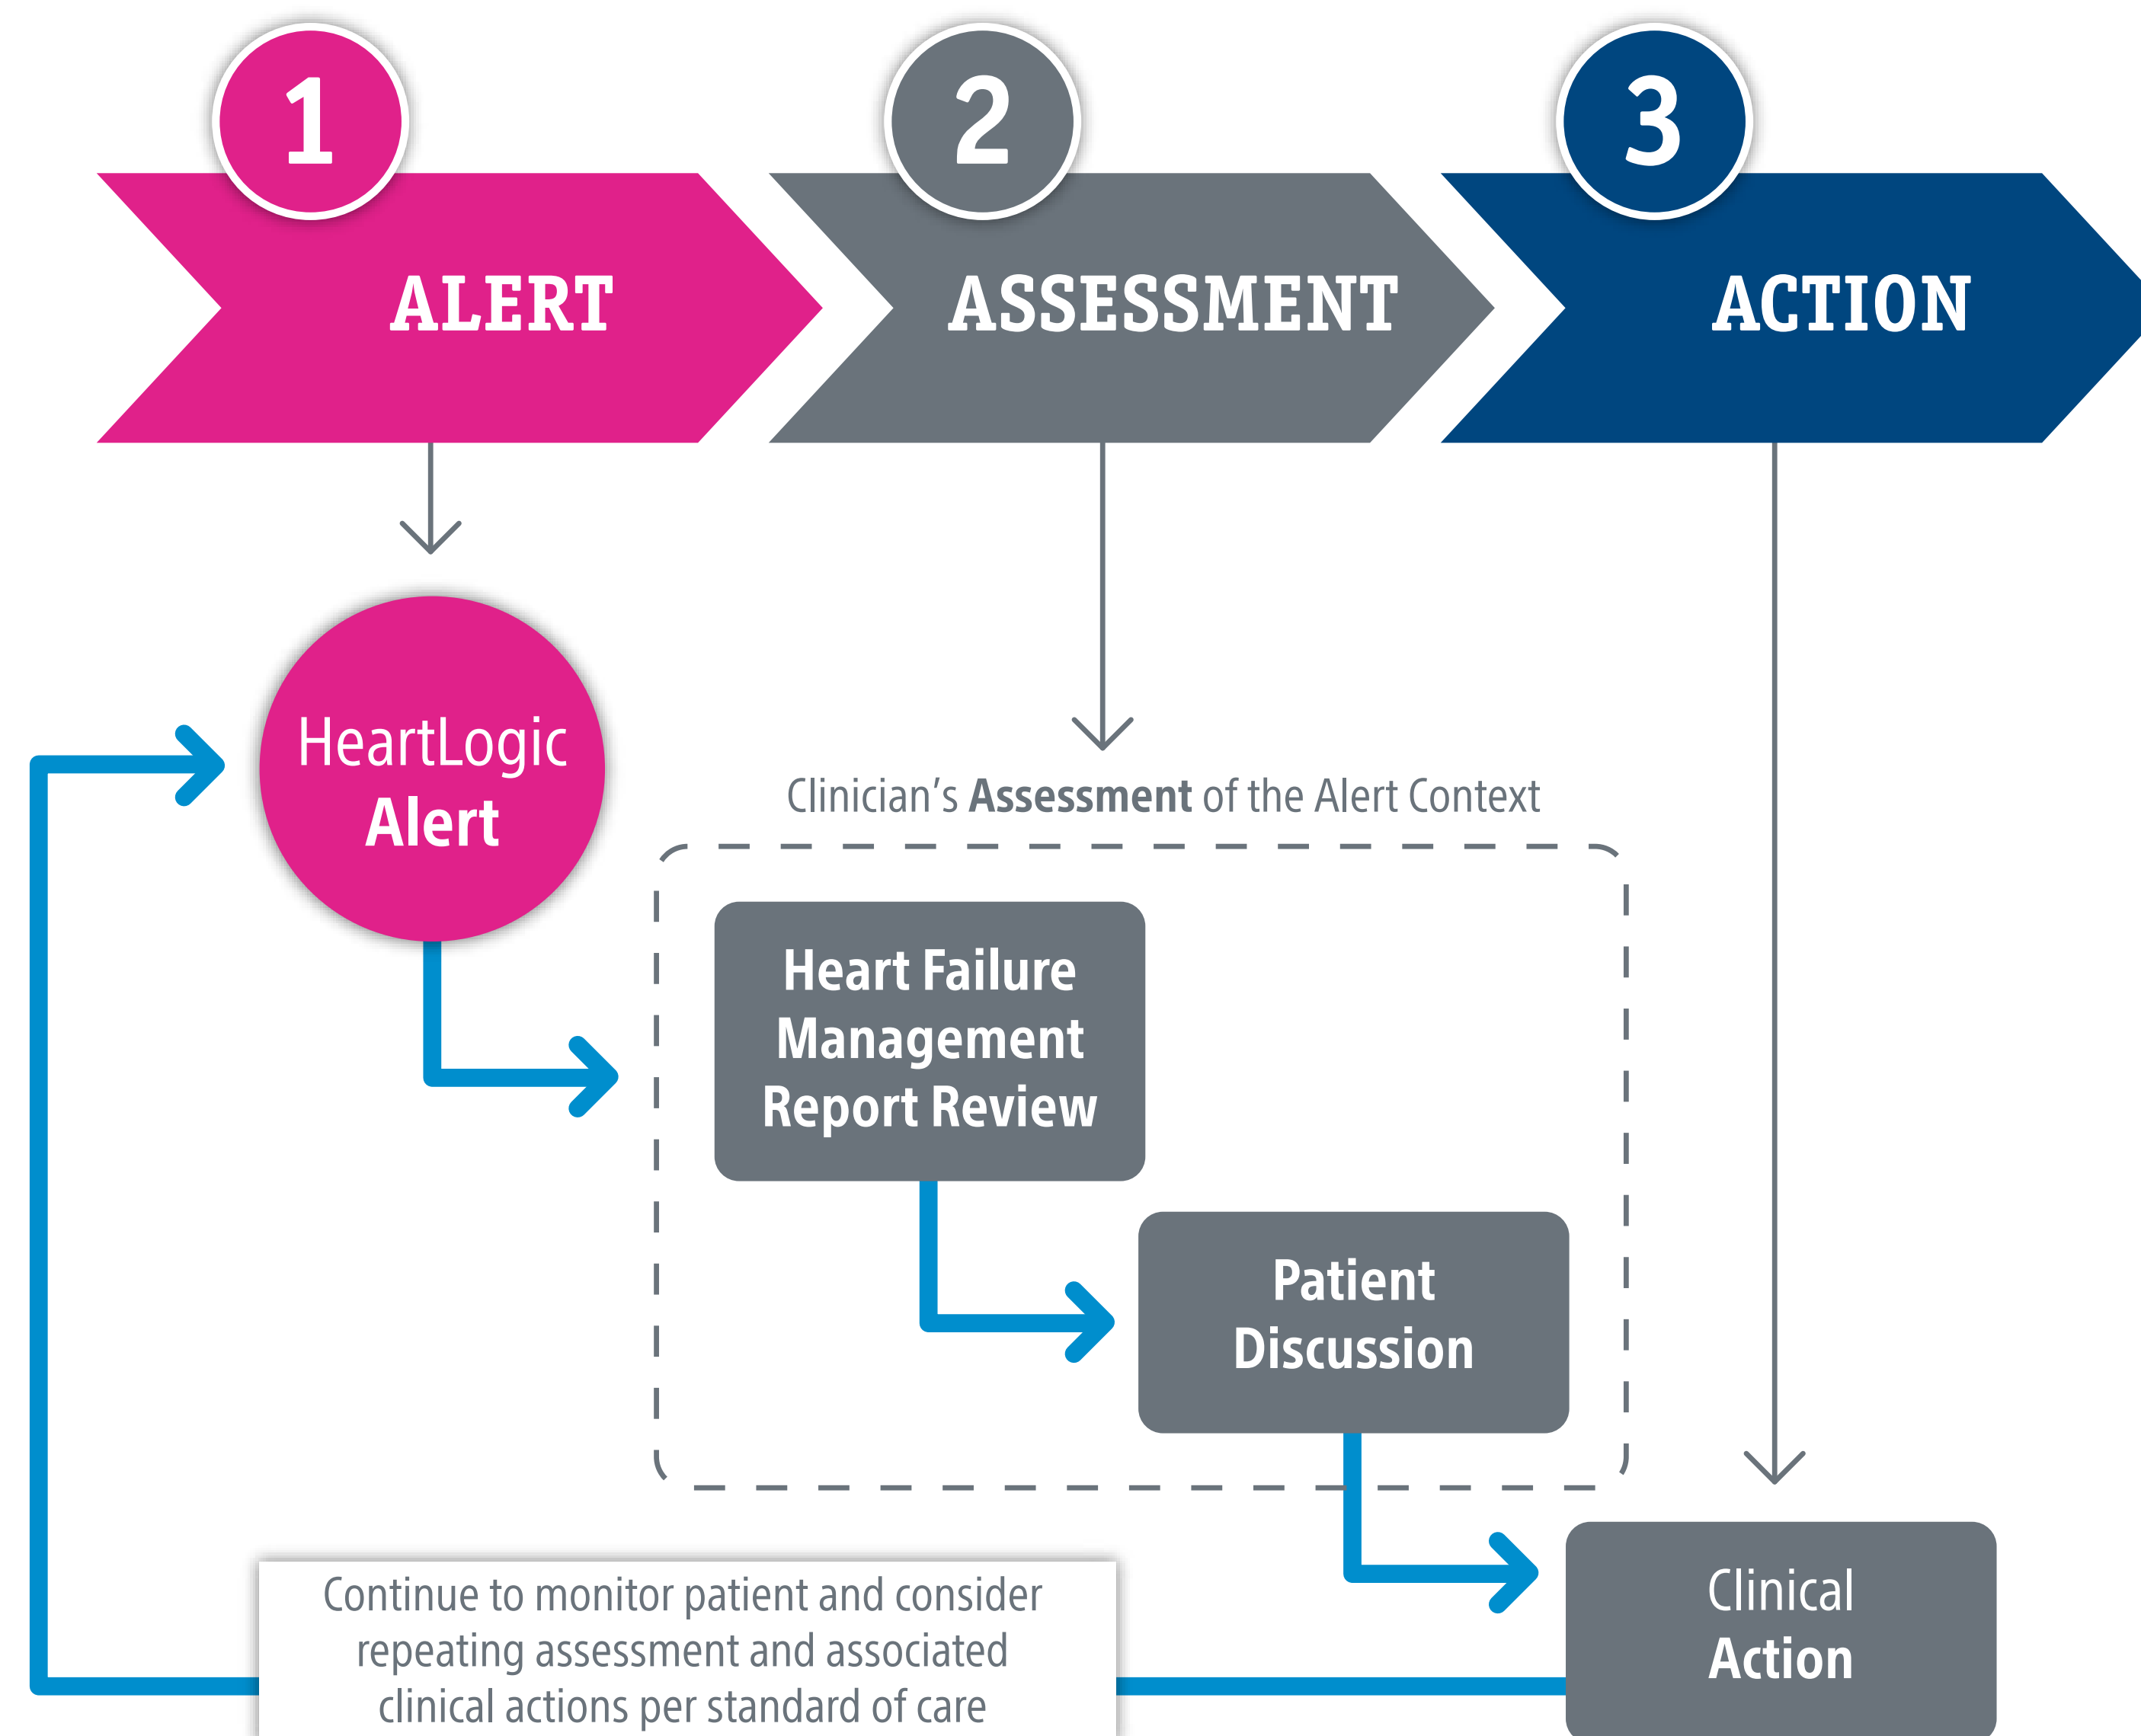 1
2
3
ALERT
ASSESSMENT
ACTION
HeartLogic
Alert
Clinician’s Assessment of the Alert Context
Heart Failure
Management
Report Review
Patient
Discussion
Clinical
Action
Continue to monitor patient and consider
repeating assessment and associated
clinical actions per standard of care